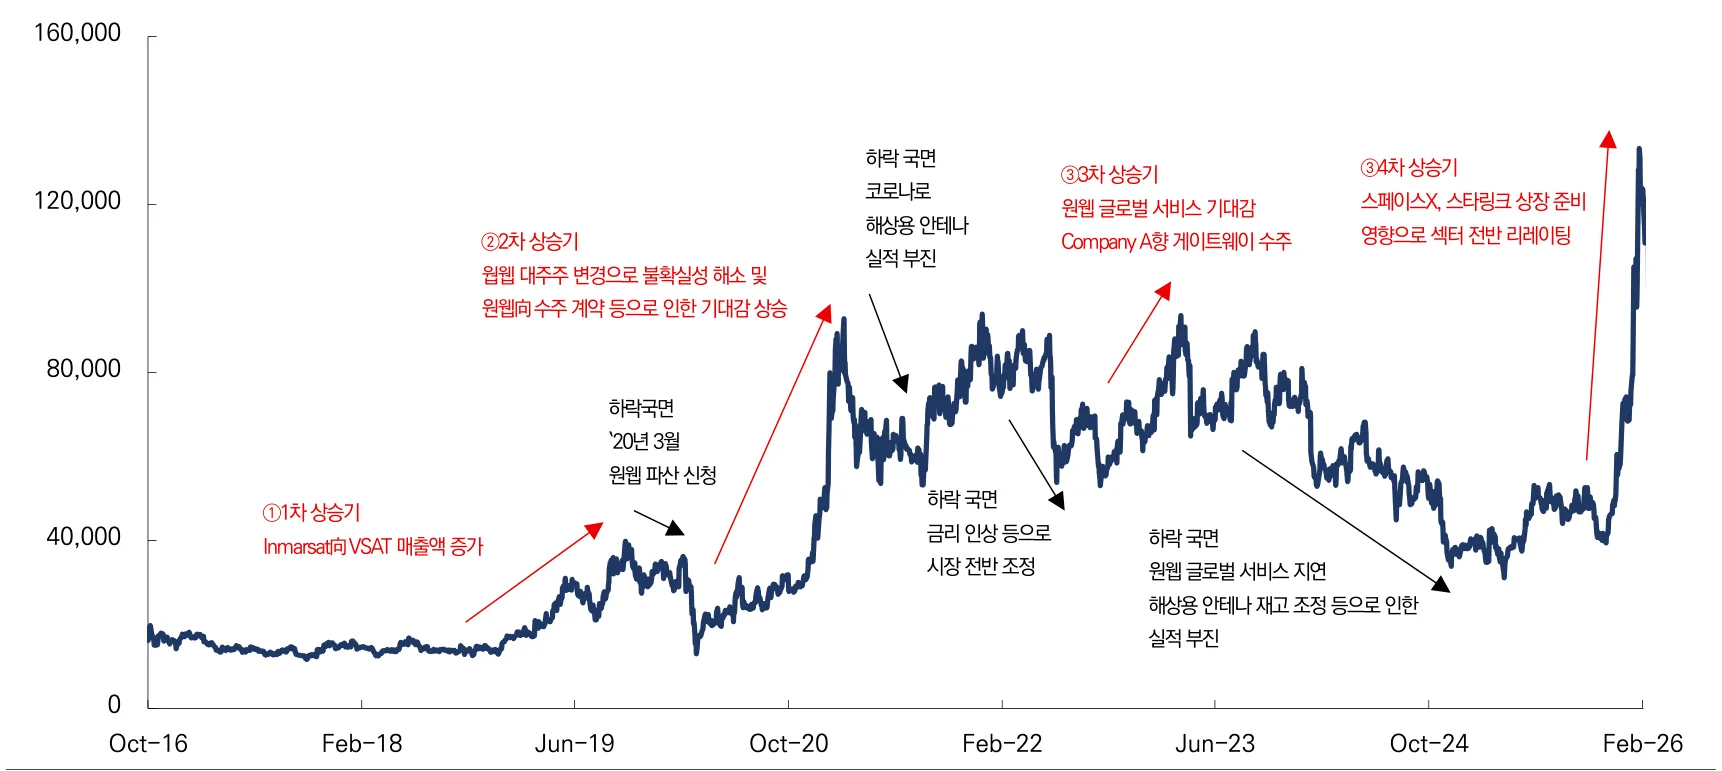 160,000
120,000
80,000
40,000
0
①1차 상승기
Inmarsat向 VSAT 매출액 증가
②2차 상승기
원웹 대주주 변경으로 불확실성 해소 및
원웹向 수주 계약 등으로 인한 기대감 상승
하락국면
‘20년 3월
원웹 파산 신청
하락 국면
코로나로
해상용 안테나
실적 부진
하락 국면
금리 인상 등으로
시장 전반 조정
③3차 상승기
원웹 글로벌 서비스 기대감
Company A향 게이트웨이 수주
하락 국면
원웹 글로벌 서비스 지연
해상용 안테나 재고 조정 등으로 인한
실적 부진
③4차 상승기
스페이스X, 스타링크 상장 준비
영향으로 섹터 전반 리레이팅
Oct-16
Feb-18
Jun-19
Oct-20
Feb-22
Jun-23
Oct-24
Feb-26